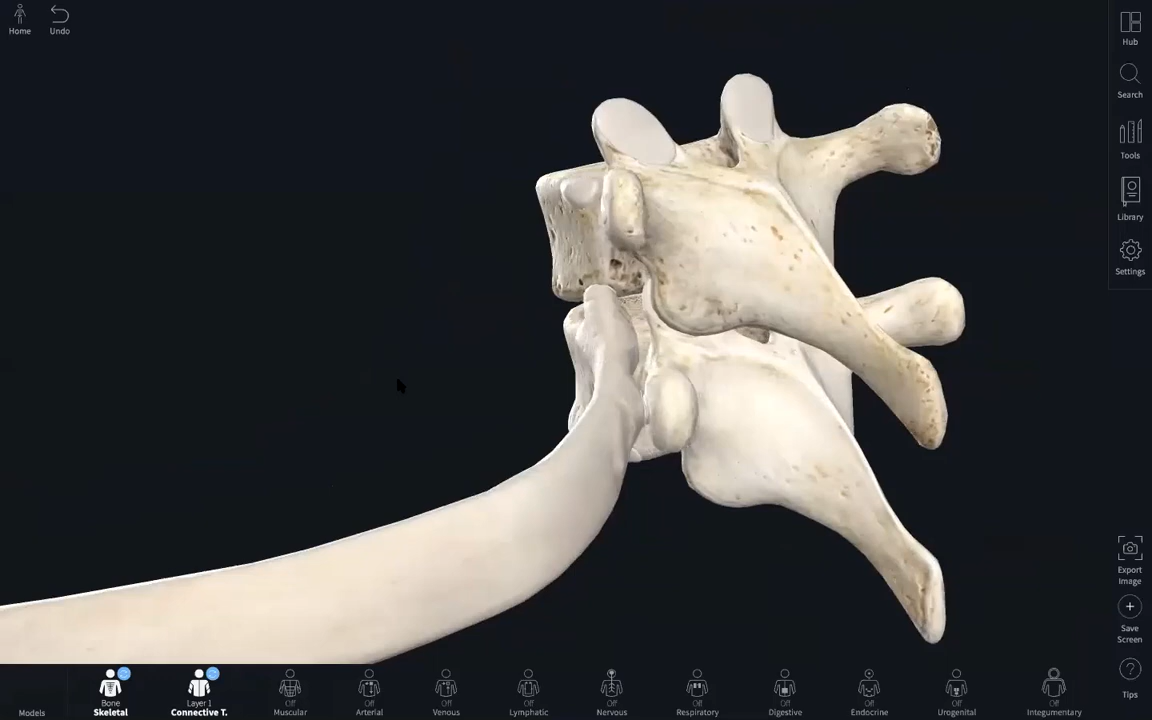 Home
Undo
Hub
Search
Tools
Library
Settings
Export
Image
Save
Screen
Tips
Models
Bone
Skeletal
Layer 1
Connective T.
Off
Muscular
Off
Arterial
Off
Venous
Off
Lymphatic
Off
Nervous
Off
Respiratory
Off
Digestive
Off
Endocrine
Off
Urogenital
Off
Integumentary